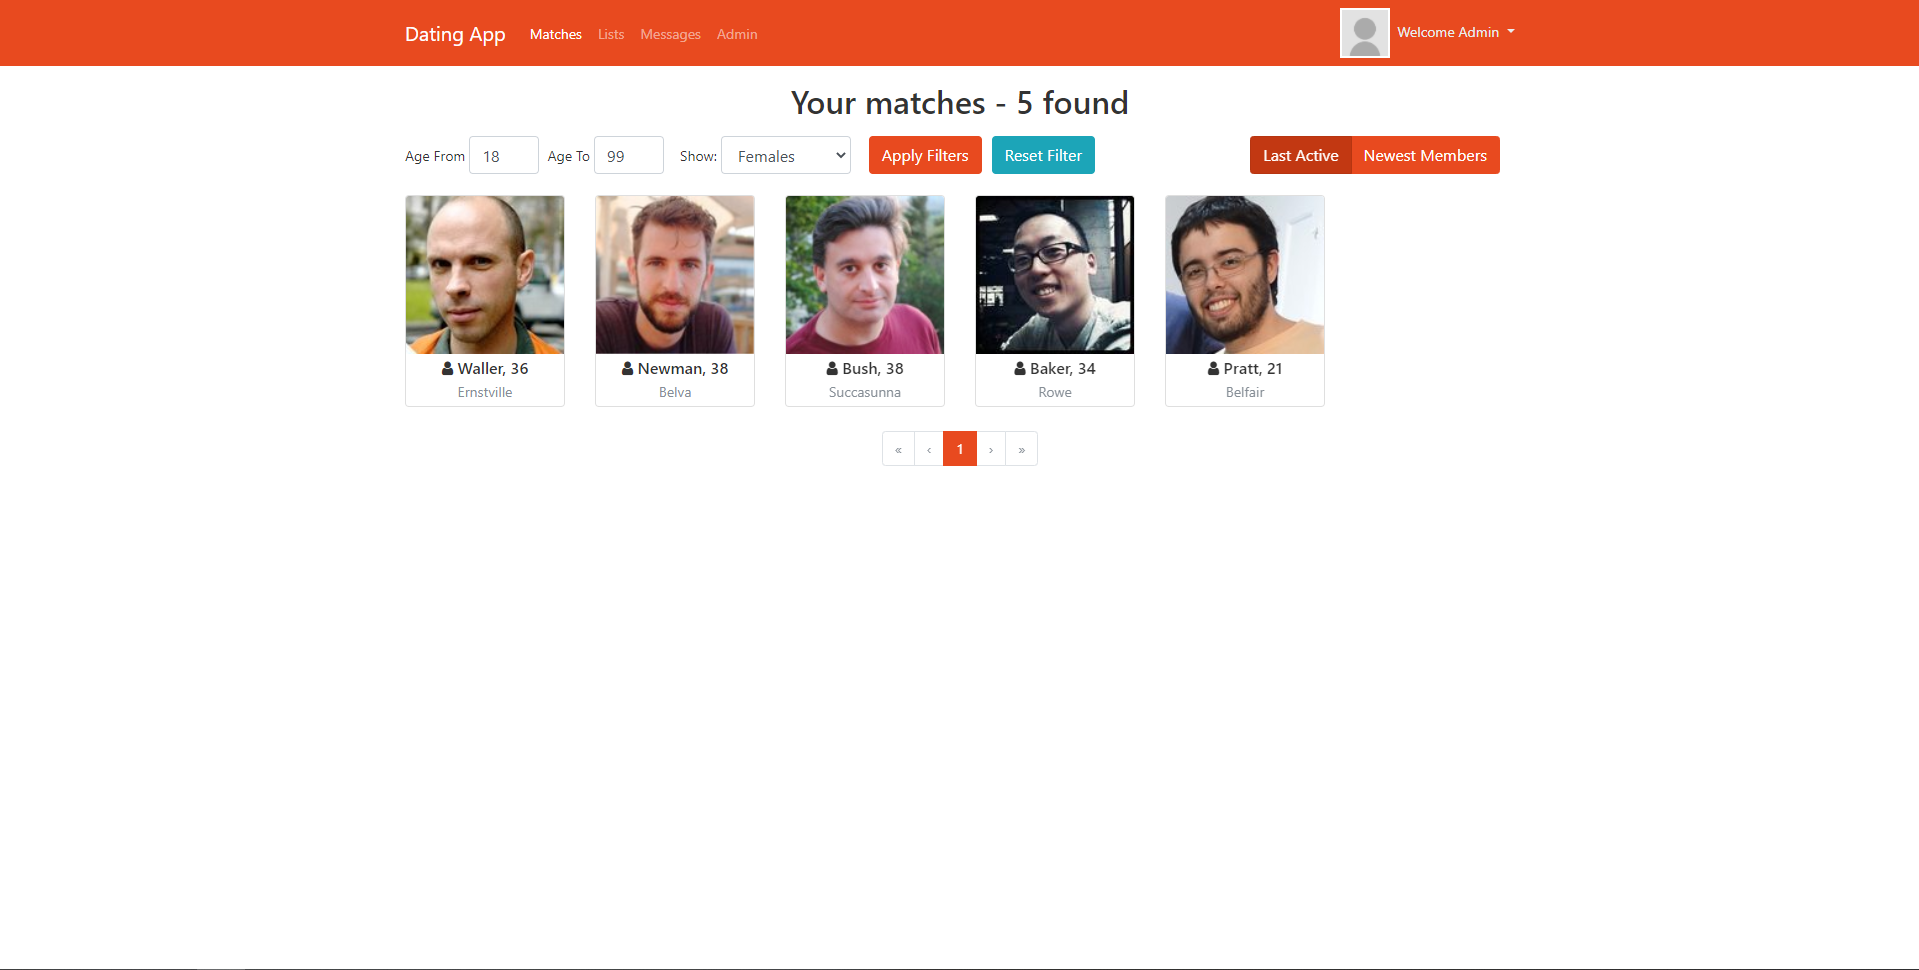 Dating App Matches Lists Messages Admin Welcome Admin
Your matches - 5 found
Age From 18 Age To 99 Show: Females Apply Filters Reset Filter Last Active Newest Members
Waller, 36
Ernstville
Newman, 38
Belva
Bush, 38
Succasunna
Baker, 34
Rowe
Pratt, 21
Belfair
« ‹ 1 › »